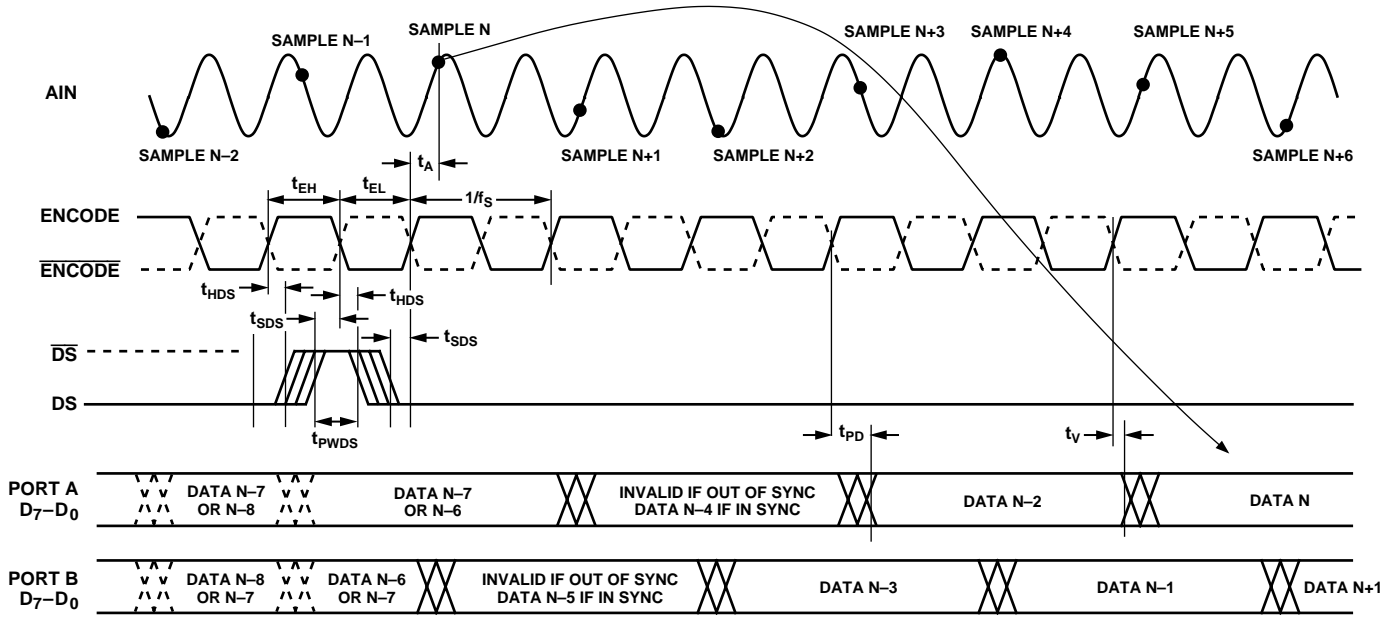 SAMPLE N–1
SAMPLE N
SAMPLE N+3
SAMPLE N+4
SAMPLE N+5
AIN
SAMPLE N–2
tA
SAMPLE N+1
SAMPLE N+2
SAMPLE N+6
tEH
tEL
1/fS
ENCODE
ENCODE
tHDS
tHDS
tSDS
tSDS
DS
DS
tPWDS
tPD
tV
PORT A
D7–D0
DATA N–7
OR N–8
DATA N–7
OR N–6
INVALID IF OUT OF SYNC
DATA N–4 IF IN SYNC
DATA N–2
DATA N
PORT B
D7–D0
DATA N–8
OR N–7
DATA N–6
OR N–7
INVALID IF OUT OF SYNC
DATA N–5 IF IN SYNC
DATA N–3
DATA N–1
DATA N+1